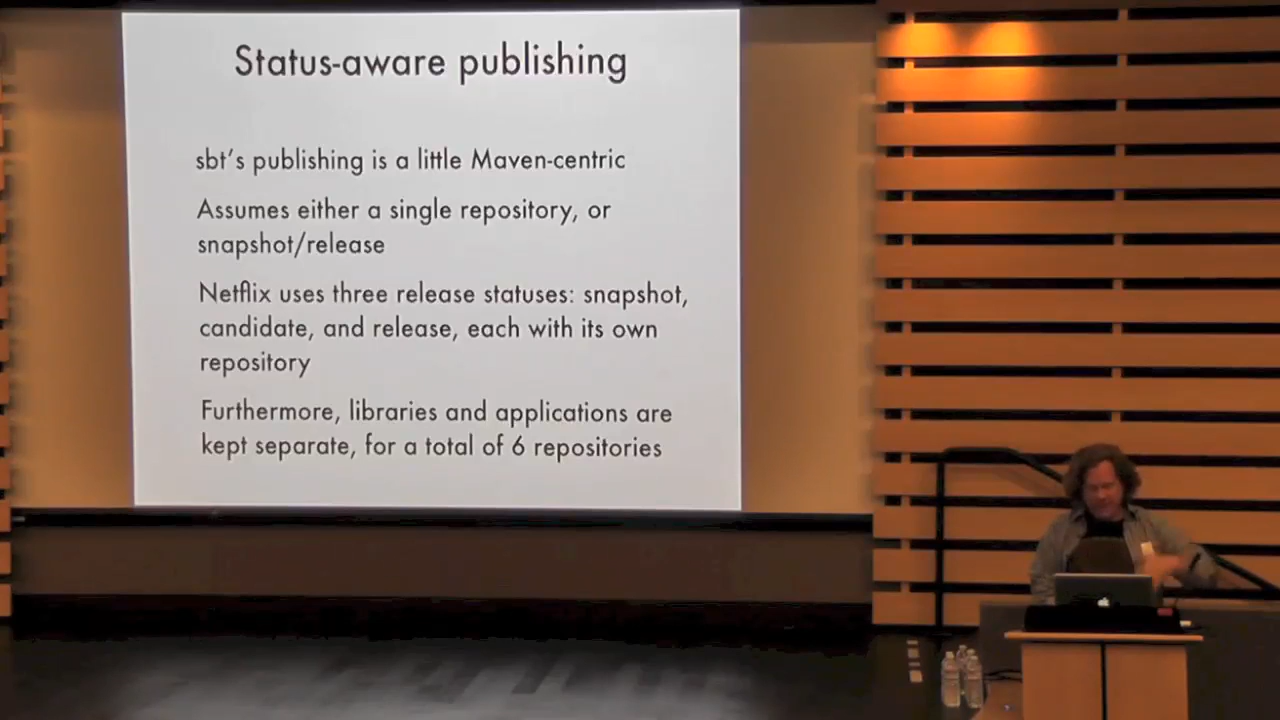 Status-aware publishing
sbt's publishing is a little Maven-centric
Assumes either a single repository, or
snapshot/release
Netflix uses three release statuses: snapshot,
candidate, and release, each with its own
repository
Furthermore, libraries and applications are
kept separate, for a total of 6 repositories